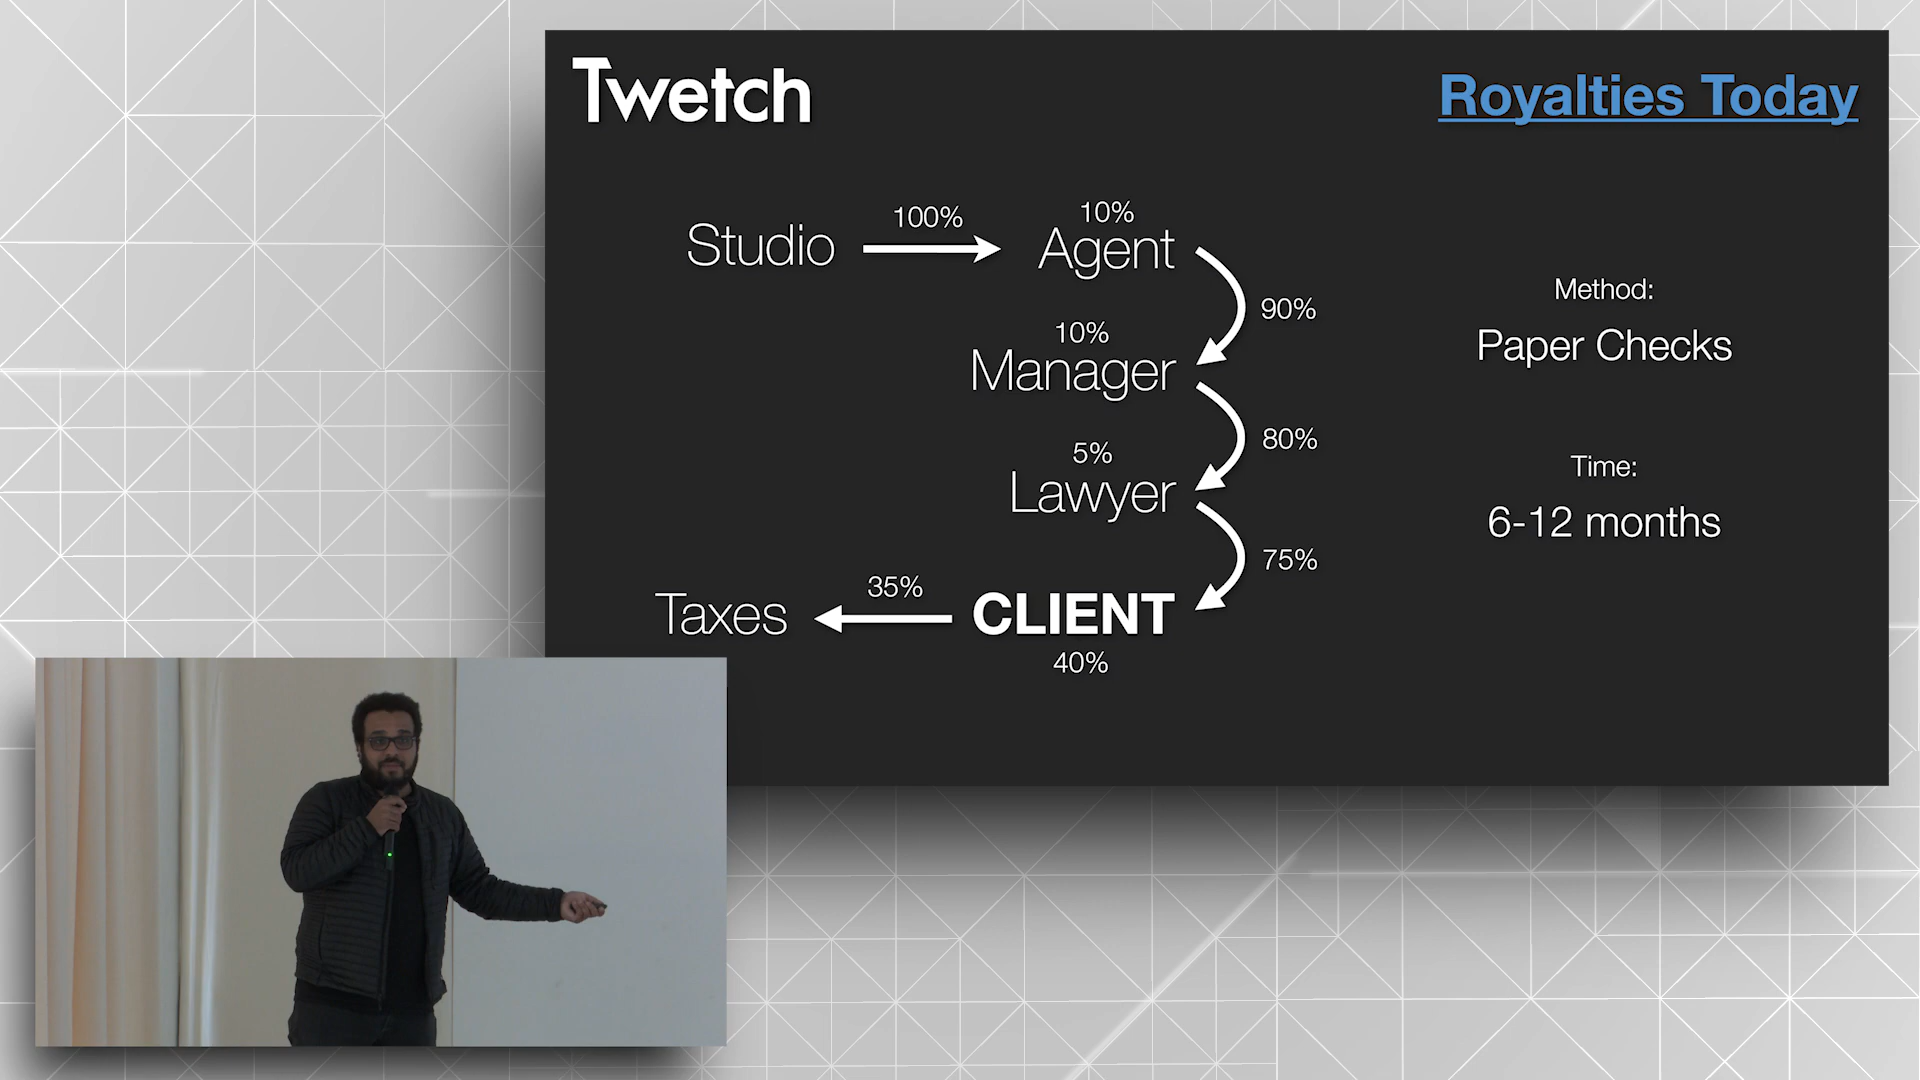 Twetch
Royalties Today
Studio
100%
10%
Agent
90%
10%
Manager
80%
5%
Lawyer
75%
Taxes
35%
CLIENT
40%
Method:
Paper Checks
Time:
6-12 months